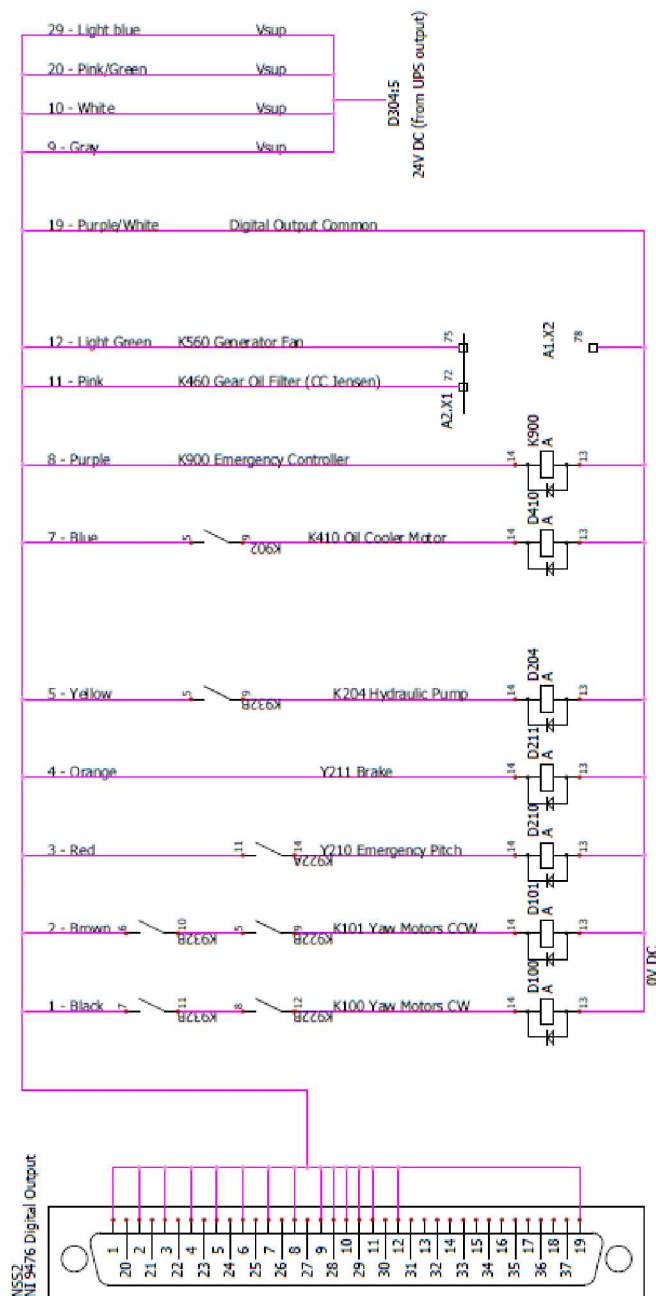 29 - Light blue Vsup
20 - Pink/Green Vsup
10 - White Vsup
9 - Gray Vsup
D304:5
24V DC (from UPS output)
19 - Purple/White Digital Output Common
12 - Light Green K560 Generator Fan 75
A1.X2 78
11 - Pink K460 Gear Oil Filter (CC Jensen) 72
A2.X1
8 - Purple K900 Emergency Controller 14 K900 A 13
7 - Blue 5 9 K902 K410 Oil Cooler Motor 14 D410 A 13
5 - Yellow 5 9 K932B K204 Hydraulic Pump 14 D204 A 13
4 - Orange Y211 Brake 14 D211 A 13
3 - Red 11 14 K922A Y210 Emergency Pitch 14 D210 A 13
2 - Brown 6 10 K932B 5 9 K922B K101 Yaw Motors CCW 14 D101 A 13
1 - Black 7 11 K932B 8 12 K922B K100 Yaw Motors CW 14 D100 A 13
0V DC
NSS2
NI 9476 Digital Output
1 2 3 4 5 6 7 8 9 10 11 12 13 14 15 16 17 18 19
20 21 22 23 24 25 26 27 28 29 30 31 32 33 34 35 36 37